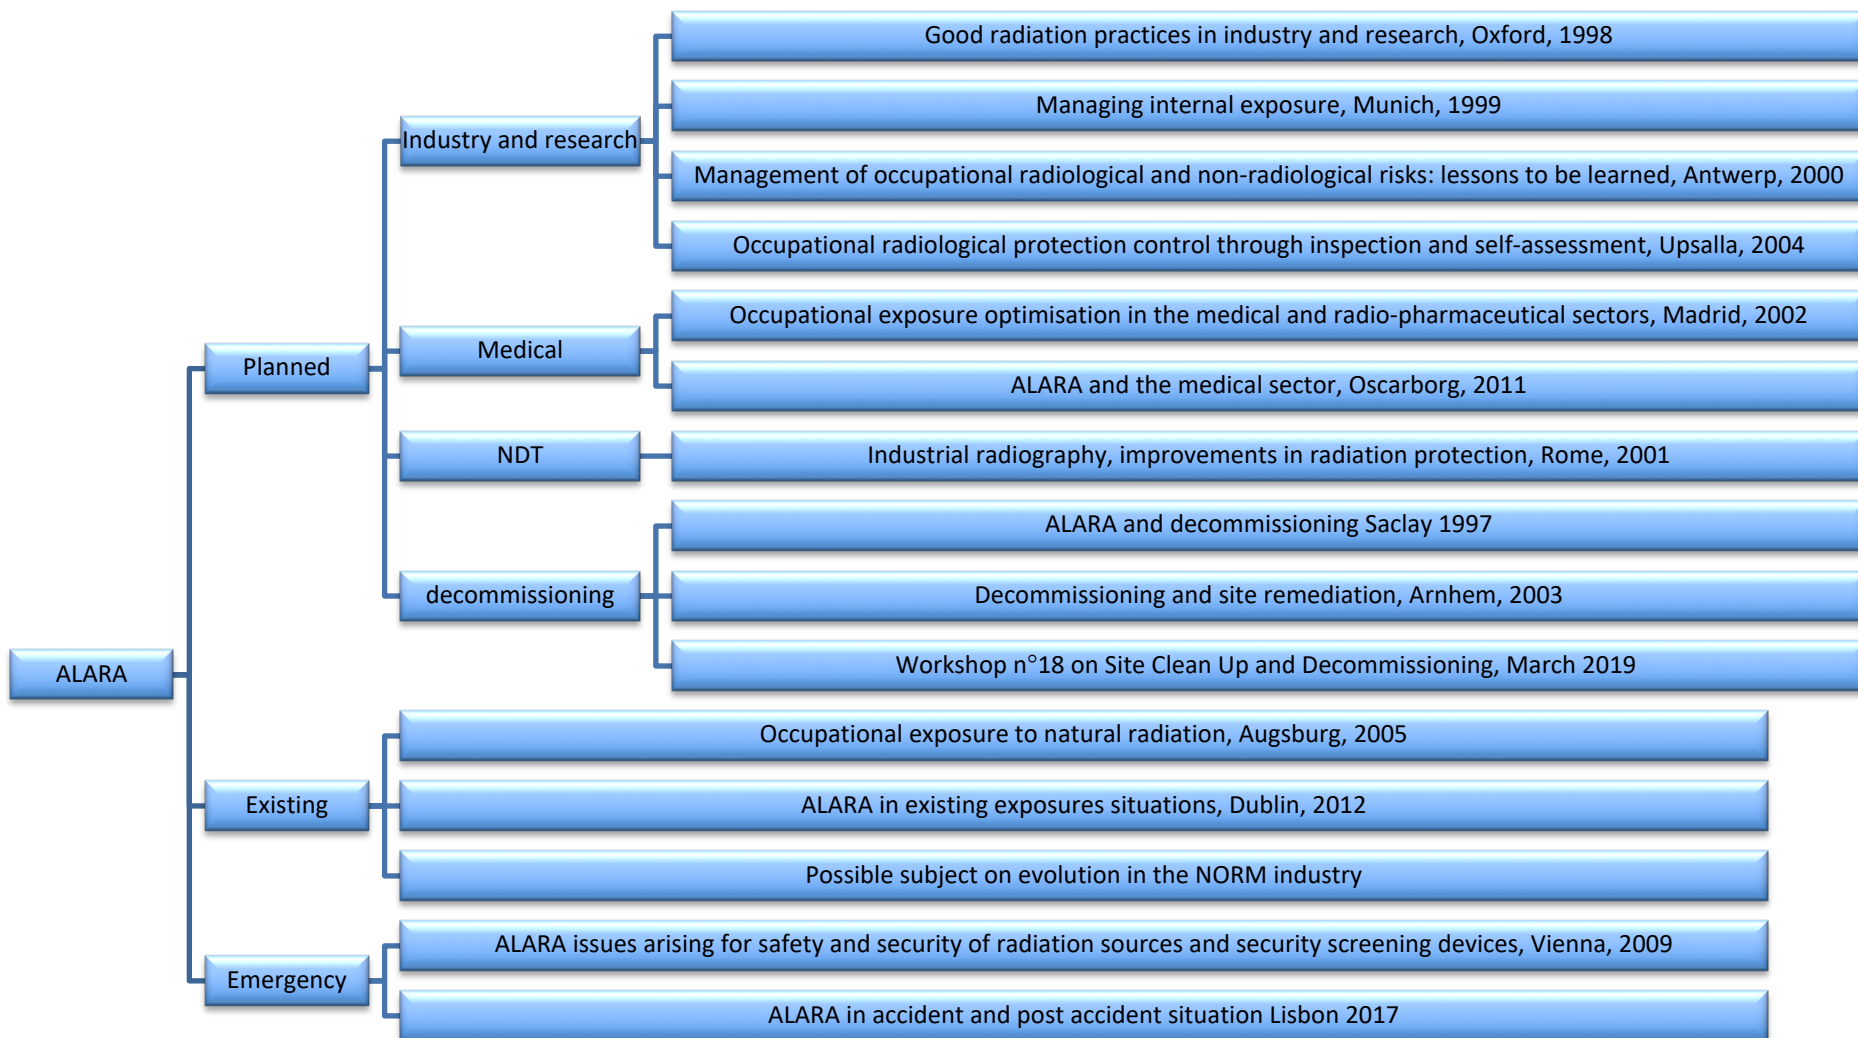 ALARA
Planned
Industry and research
Good radiation practices in industry and research, Oxford, 1998
Managing internal exposure, Munich, 1999
Management of occupational radiological and non-radiological risks: lessons to be learned, Antwerp, 2000
Occupational radiological protection control through inspection and self-assessment, Upsalla, 2004
Medical
Occupational exposure optimisation in the medical and radio-pharmaceutical sectors, Madrid, 2002
ALARA and the medical sector, Oscarborg, 2011
NDT
Industrial radiography, improvements in radiation protection, Rome, 2001
decommissioning
ALARA and decommissioning Saclay 1997
Decommissioning and site remediation, Arnhem, 2003
Workshop n°18 on Site Clean Up and Decommissioning, March 2019
Existing
Occupational exposure to natural radiation, Augsburg, 2005
ALARA in existing exposures situations, Dublin, 2012
Possible subject on evolution in the NORM industry
Emergency
ALARA issues arising for safety and security of radiation sources and security screening devices, Vienna, 2009
ALARA in accident and post accident situation Lisbon 2017